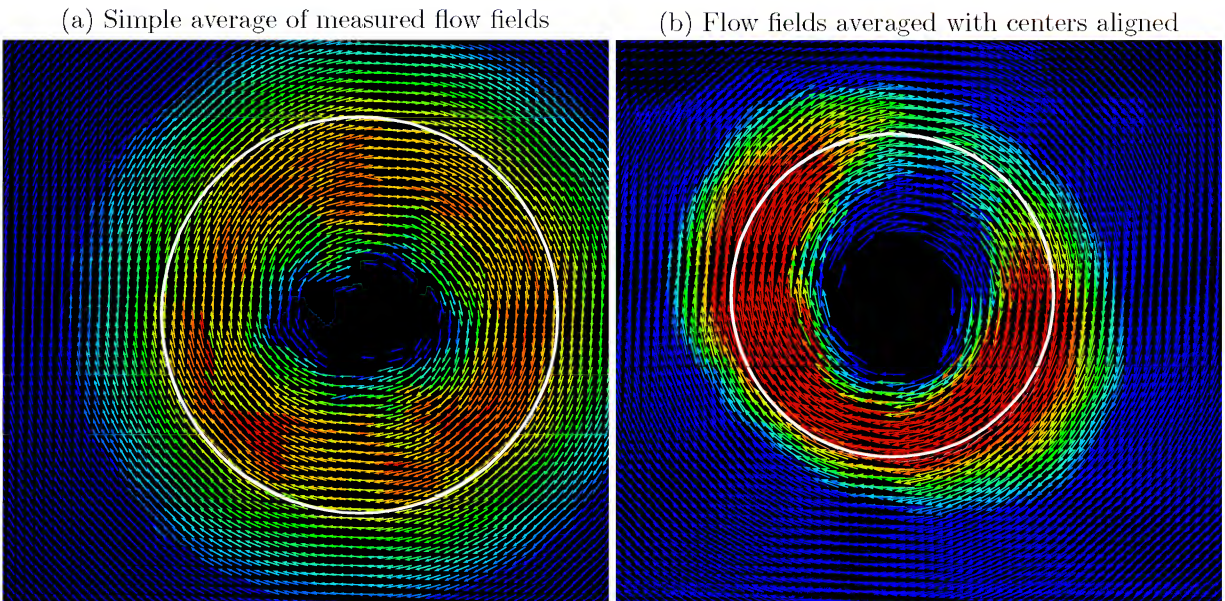 (a) Simple average of measured flow fields
(b) Flow fields averaged with centers aligned